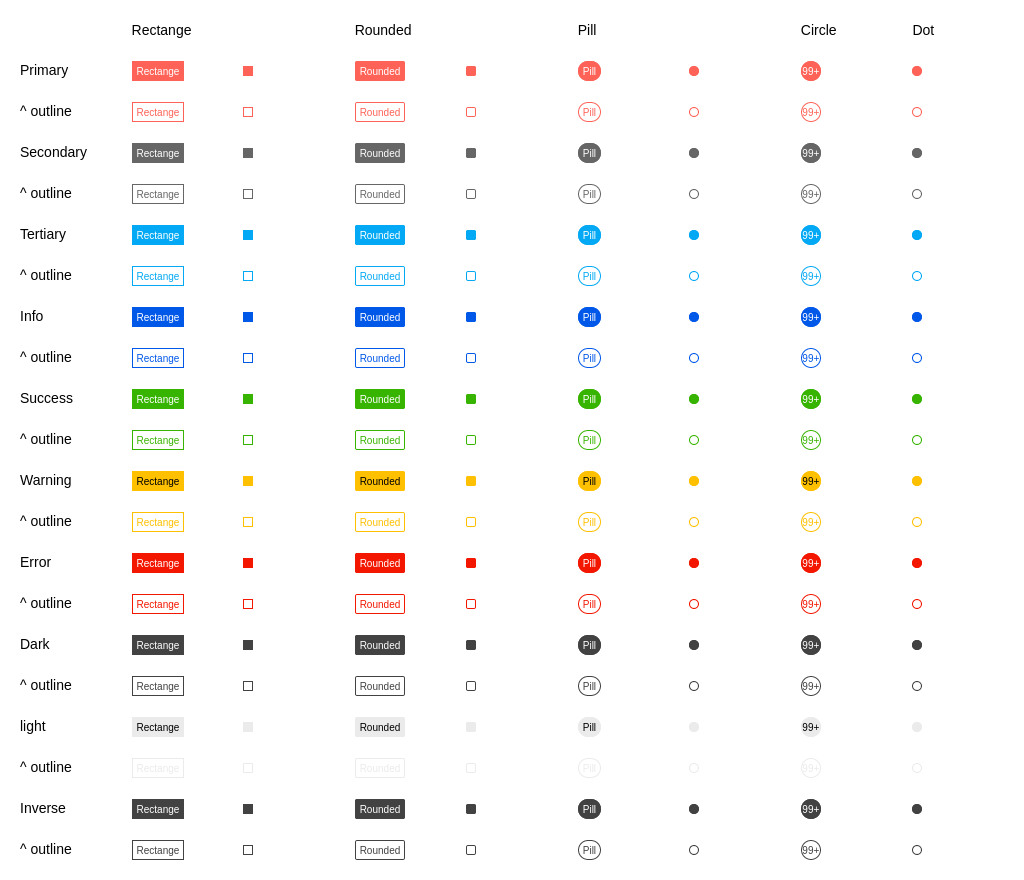 Rectange Rounded Pill Circle Dot
Primary Rectange Rounded Pill 99+
^ outline Rectange Rounded Pill 99+
Secondary Rectange Rounded Pill 99+
^ outline Rectange Rounded Pill 99+
Tertiary Rectange Rounded Pill 99+
^ outline Rectange Rounded Pill 99+
Info Rectange Rounded Pill 99+
^ outline Rectange Rounded Pill 99+
Success Rectange Rounded Pill 99+
^ outline Rectange Rounded Pill 99+
Warning Rectange Rounded Pill 99+
^ outline Rectange Rounded Pill 99+
Error Rectange Rounded Pill 99+
^ outline Rectange Rounded Pill 99+
Dark Rectange Rounded Pill 99+
^ outline Rectange Rounded Pill 99+
light Rectange Rounded Pill 99+
^ outline Rectange Rounded Pill 99+
Inverse Rectange Rounded Pill 99+
^ outline Rectange Rounded Pill 99+